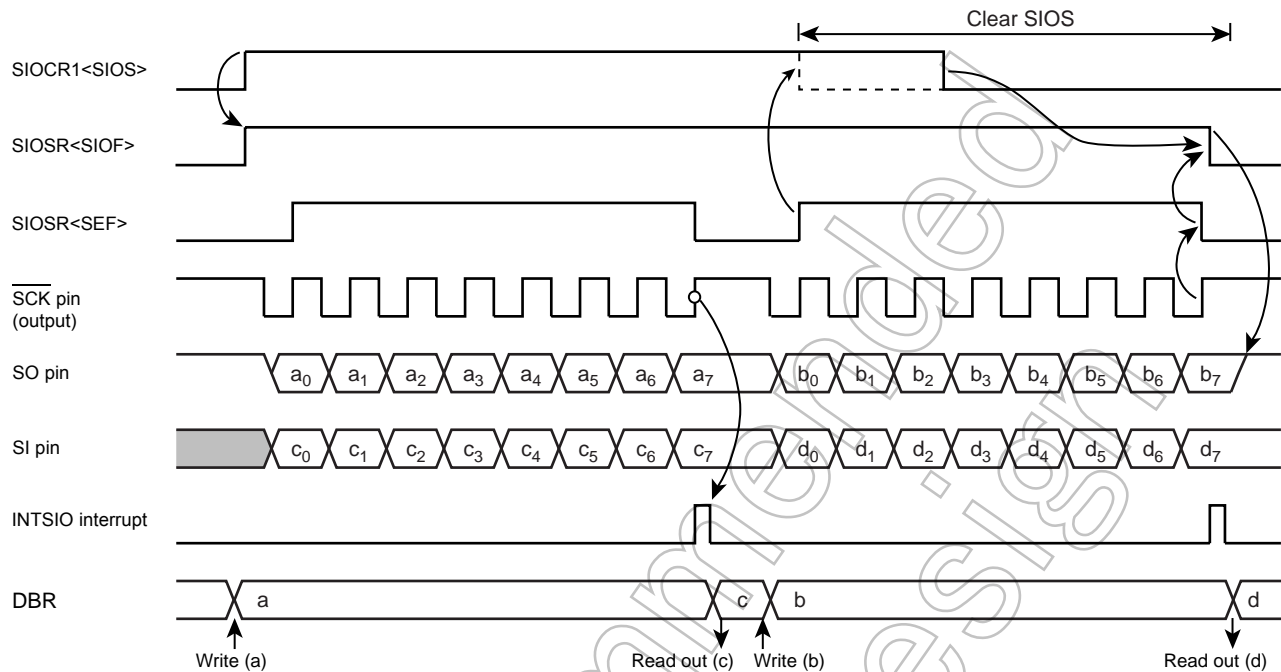 Clear SIOS
SIOCR1<SIOS>
SIOSR<SIOF>
SIOSR<SEF>
SCK pin
(output)
SO pin a0 a1 a2 a3 a4 a5 a6 a7 b0 b1 b2 b3 b4 b5 b6 b7
SI pin c0 c1 c2 c3 c4 c5 c6 c7 d0 d1 d2 d3 d4 d5 d6 d7
INTSIO interrupt
DBR a c b d
Write (a) Read out (c) Write (b) Read out (d)